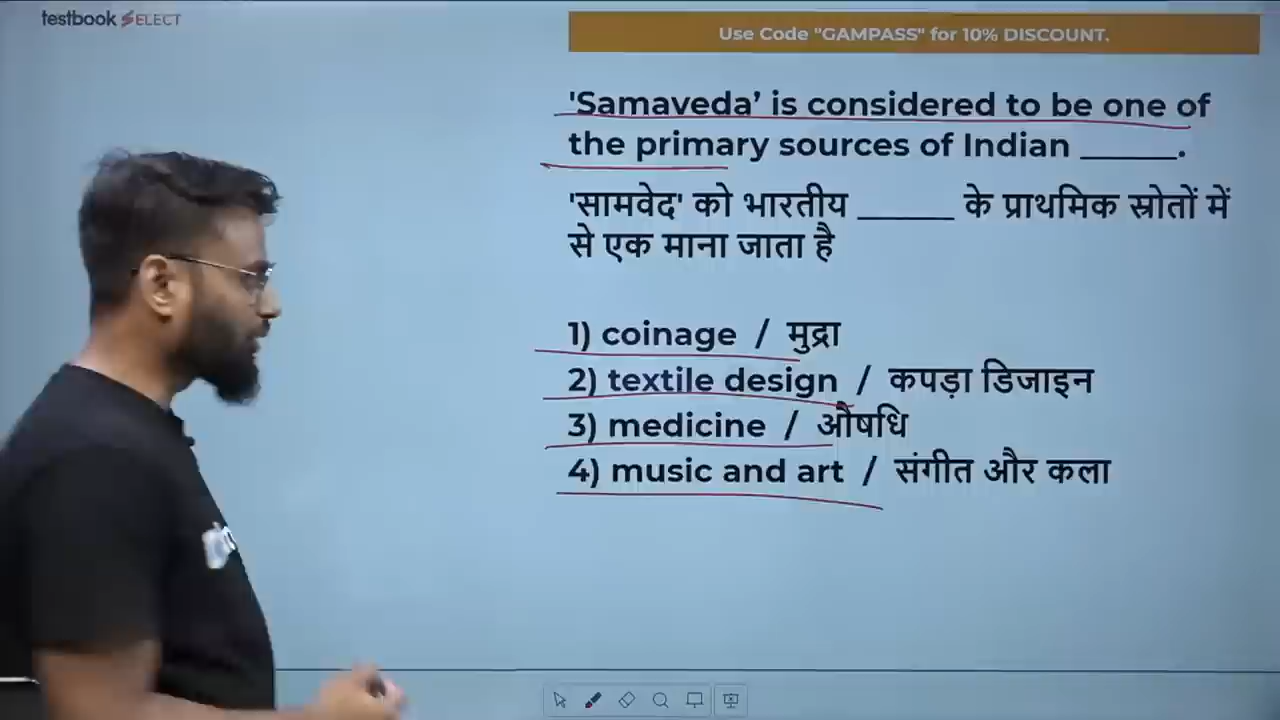 testbook SELECT
Use Code "GAMPASS" for 10% DISCOUNT.
'Samaveda’ is considered to be one of
the primary sources of Indian ______.
'सामवेद' को भारतीय ______ के प्राथमिक स्रोतों में
से एक माना जाता है
1) coinage / मुद्रा
2) textile design / कपड़ा डिजाइन
3) medicine / औषधि
4) music and art / संगीत और कला